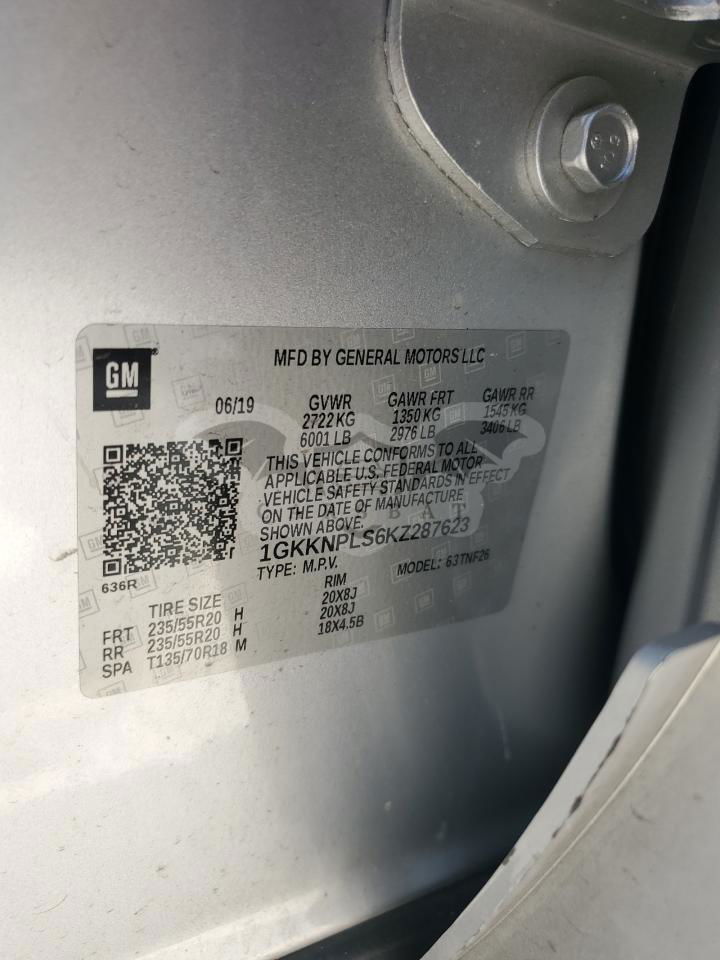 GM
MFD BY GENERAL MOTORS LLC
06/19 GVWR GAWR FRT GAWR RR
2722 KG 1350 KG 1545 KG
6001 LB 2976 LB 3406 LB
THIS VEHICLE CONFORMS TO ALL
APPLICABLE U.S. FEDERAL MOTOR
VEHICLE SAFETY STANDARDS IN EFFECT
ON THE DATE OF MANUFACTURE
SHOWN ABOVE.
1GKKNPLS6KZ287623
TYPE: M.P.V. MODEL: 63TNF26
636R
TIRE SIZE RIM
FRT 235/55R20 H 20X8J
RR 235/55R20 H 20X8J
SPA T135/70R18 M 18X4.5B